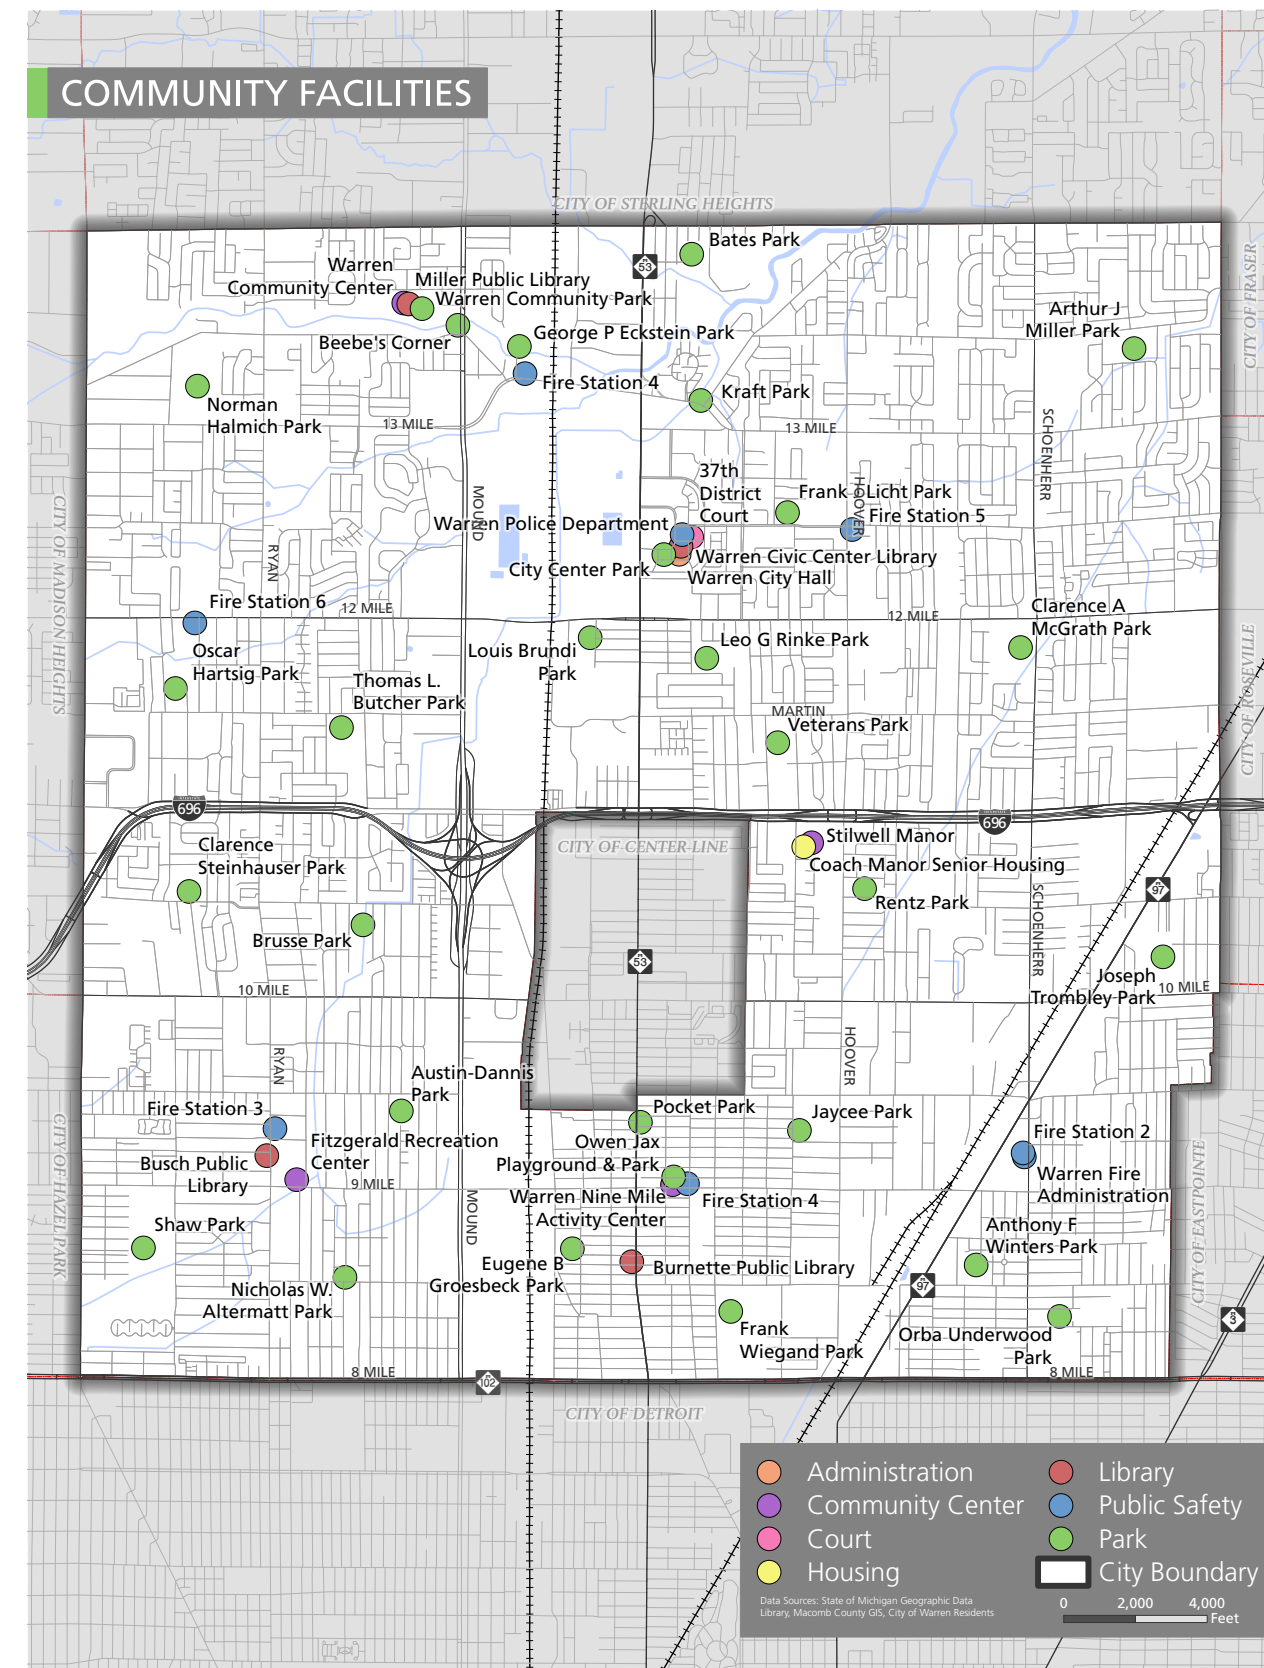 COMMUNITY FACILITIES
CITY OF STERLING HEIGHTS
Bates Park
53
Warren
Community Center
Miller Public Library
Warren Community Park
Beebe's Corner
George P Eckstein Park
Fire Station 4
Arthur J
Miller Park
CITY OF FRASER
Norman
Halmich Park
Kraft Park
13 MILE
13 MILE
SCHOENHERR
37th
District
Court
Frank J Licht Park
HOOVER
Fire Station 5
MOUND
Warren Police Department
Warren Civic Center Library
City Center Park
Warren City Hall
CITY OF MADISON HEIGHTS
RYAN
Fire Station 6
12 MILE
12 MILE
Clarence A
McGrath Park
Oscar
Hartsig Park
Louis Brundi
Park
Leo G Rinke Park
CITY OF ROSEVILLE
Thomas L.
Butcher Park
MARTIN
Veterans Park
696
696
CITY OF CENTER LINE
Stilwell Manor
Coach Manor Senior Housing
Clarence
Steinhauser Park
Rentz Park
97
SCHOENHERR
Brusse Park
53
Joseph
Trombley Park
10 MILE
10 MILE
RYAN
HOOVER
Austin-Dannis
Park
Fire Station 3
Pocket Park
Jaycee Park
Fire Station 2
Fitzgerald Recreation
Center
Owen Jax
Playground & Park
Busch Public
Library
9 MILE
Warren Fire
Administration
Warren Nine Mile
Activity Center
Fire Station 4
CITY OF HAZEL PARK
CITY OF EASTPOINTE
MOUND
Shaw Park
Anthony F
Winters Park
Eugene B
Groesbeck Park
Burnette Public Library
Nicholas W.
Altermatt Park
97
3
Frank
Wiegand Park
Orba Underwood
Park
8 MILE
8 MILE
102
CITY OF DETROIT
Administration
Community Center
Court
Housing
Library
Public Safety
Park
City Boundary
Data Sources: State of Michigan Geographic Data
Library, Macomb County GIS, City of Warren Residents
0 2,000 4,000
Feet